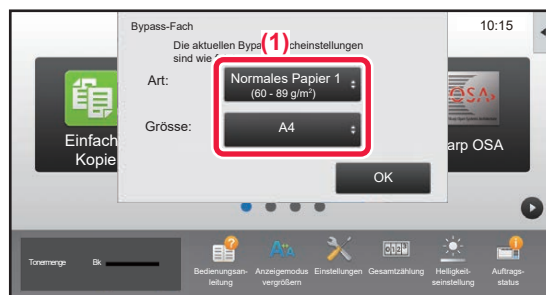 Bypass-Fach
10:15
Die aktuellen Bypa
(1)
cheinstellungen
sind wie
Art:
Normales Papier 1
(60 - 89 g/m²)
Grösse:
A4
OK
Einfach
Kopie
OSA
arp OSA
Tonermenge
Bk
Bedienungsan-
leitung
Anzeigemodus
vergrößern
Einstellungen
Gesamtzählung
Helligkeit-
seinstellung
Auftrags-
status